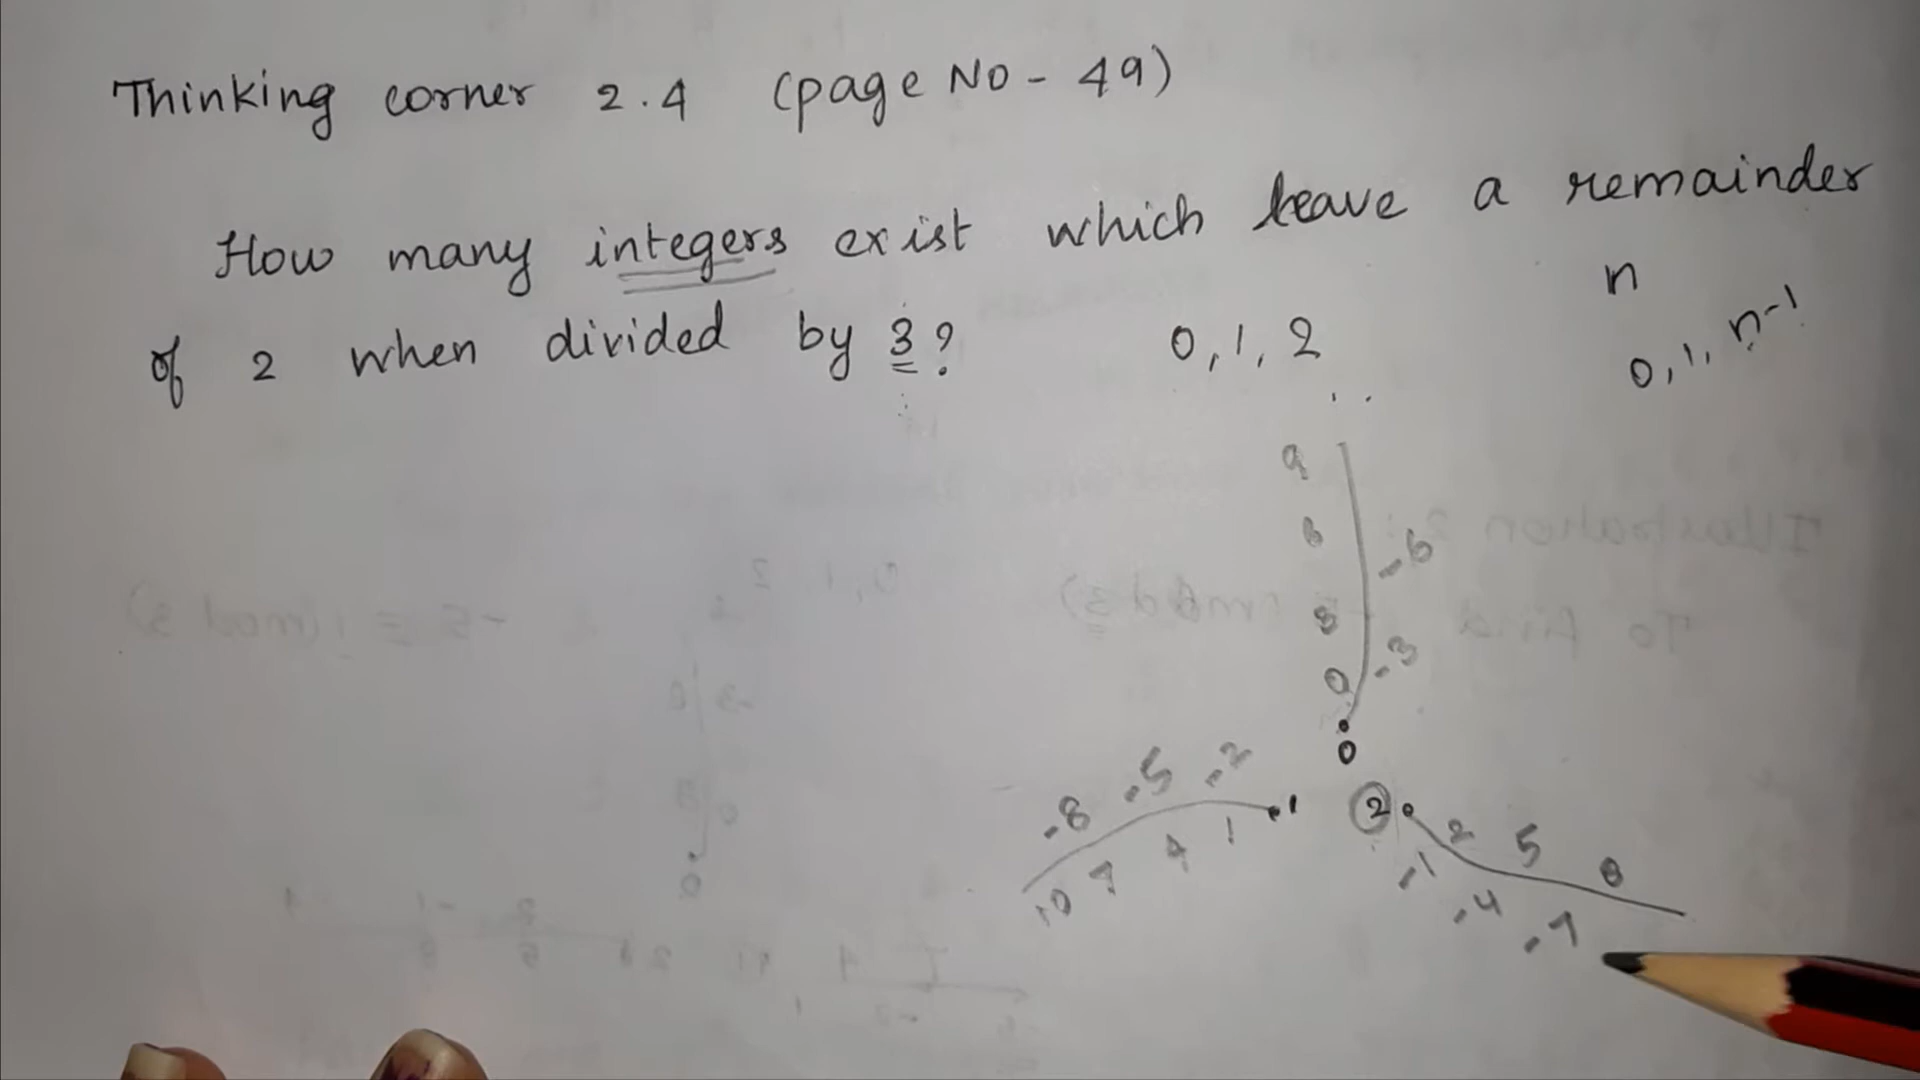 Thinking corner 2.4 (page No - 49)
How many integers exist which leave a remainder
of 2 when divided by 3?
0, 1, 2
n
0, 1, n-1
9
6 -6
3 -3
0
0
-8 -5 -2
10 7 4 1
1
2
2 5 8
-1 -4 -7